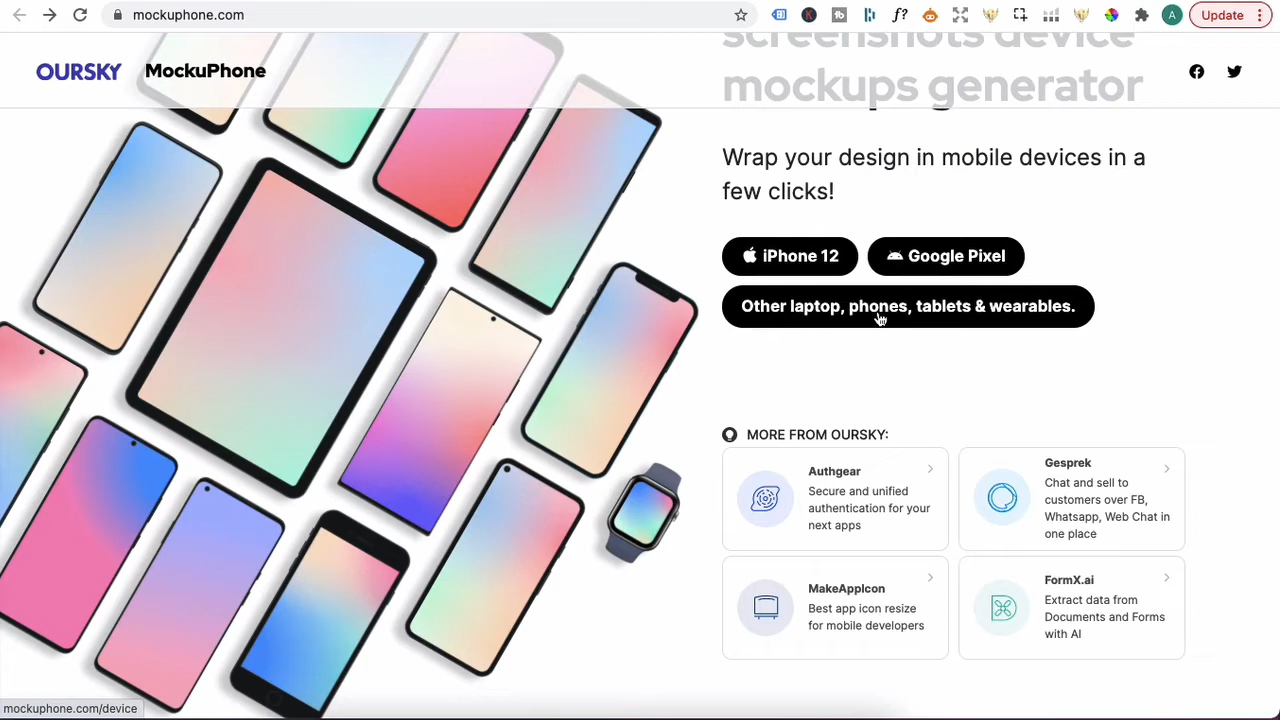 mockuphone.com
f?
A
Update
OURSKY
MockuPhone
screenshots device
mockups generator
Wrap your design in mobile devices in a
few clicks!
iPhone 12
Google Pixel
Other laptop, phones, tablets & wearables.
MORE FROM OURSKY:
Authgear
Secure and unified
authentication for your
next apps
Gesprek
Chat and sell to
customers over FB,
Whatsapp, Web Chat in
one place
MakeAppIcon
Best app icon resize
for mobile developers
FormX.ai
Extract data from
Documents and Forms
with AI
mockuphone.com/device